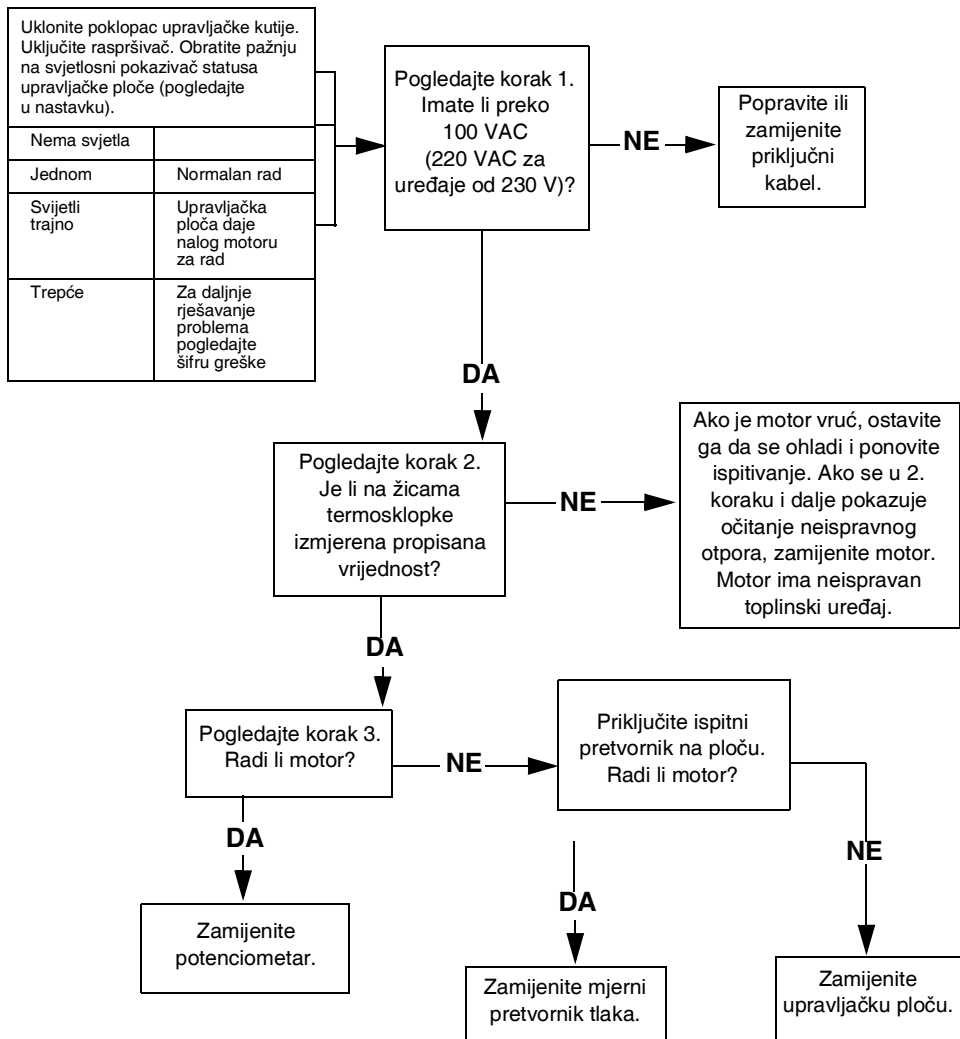 Uklonite poklopac upravljačke kutije.
Uključite raspršivač. Obratite pažnju
na svjetlosni pokazivač statusa
upravljačke ploče (pogledajte
u nastavku).
Nema svjetla
Jednom
Normalan rad
Svijetli
trajno
Upravljačka
ploča daje
nalog motoru
za rad
Trepće
Za daljnje
rješavanje
problema
pogledajte
šifru greške
Pogledajte korak 1.
Imate li preko
100 VAC
(220 VAC za
uređaje od 230 V)?
NE
Popravite ili
zamijenite
priključni
kabel.
DA
Pogledajte korak 2.
Je li na žicama
termosklopke
izmjerena propisana
vrijednost?
NE
Ako je motor vruć, ostavite
ga da se ohladi i ponovite
ispitivanje. Ako se u 2.
koraku i dalje pokazuje
očitanje neispravnog
otpora, zamijenite motor.
Motor ima neispravan
toplinski uređaj.
DA
Pogledajte korak 3.
Radi li motor?
NE
Priključite ispitni
pretvornik na ploču.
Radi li motor?
DA
NE
DA
Zamijenite
potenciometar.
Zamijenite mjerni
pretvornik tlaka.
Zamijenite
upravljačku ploču.